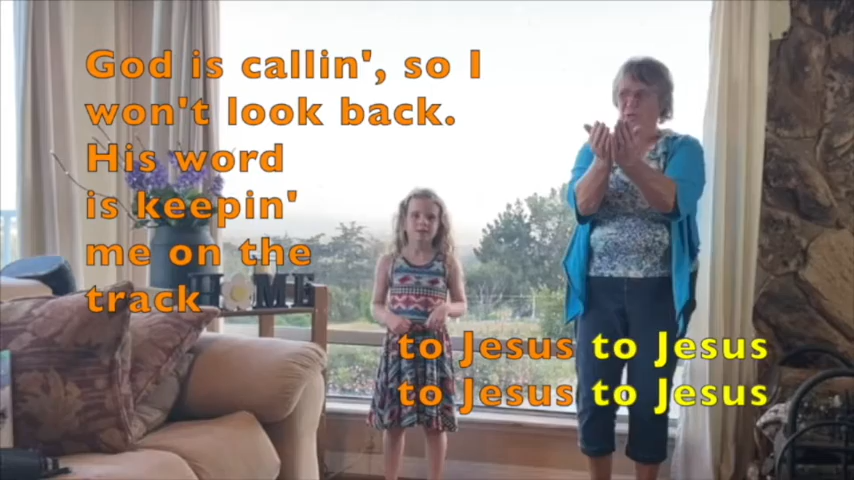 God is callin', so I
won't look back.
His word
is keepin'
me on the
track
HOME
to Jesus to Jesus
to Jesus to Jesus